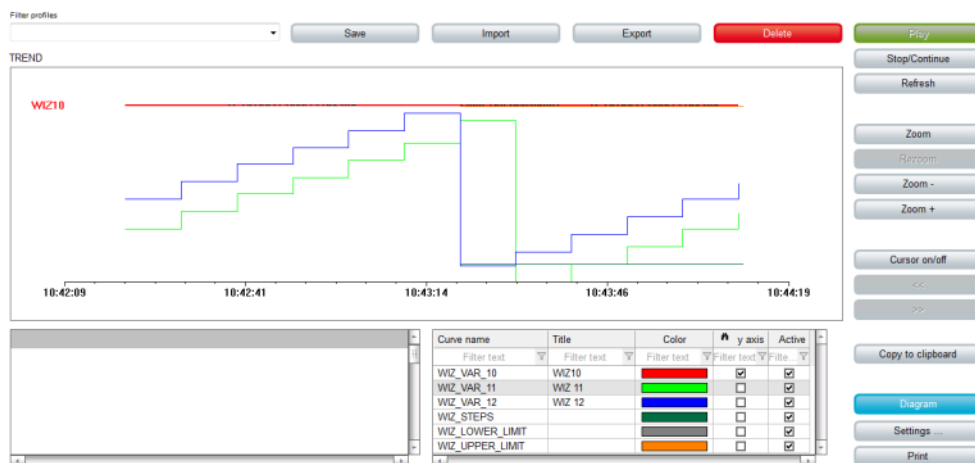 Filter profiles
Save Import Export Delete Play
TREND
Stop/Continue
Refresh
WIZ10
Zoom
Rezoom
Zoom -
Zoom +
Cursor on/off
<<
>>
10:42:09 10:42:41 10:43:14 10:43:46 10:44:19
Curve name Title Color y axis Active
Filter text Filter text Filter text Filter text Filte...
WIZ_VAR_10 WIZ10
WIZ_VAR_11 WIZ 11
WIZ_VAR_12 WIZ 12
WIZ_STEPS
WIZ_LOWER_LIMIT
WIZ_UPPER_LIMIT
Copy to clipboard
Diagram
Settings ...
Print